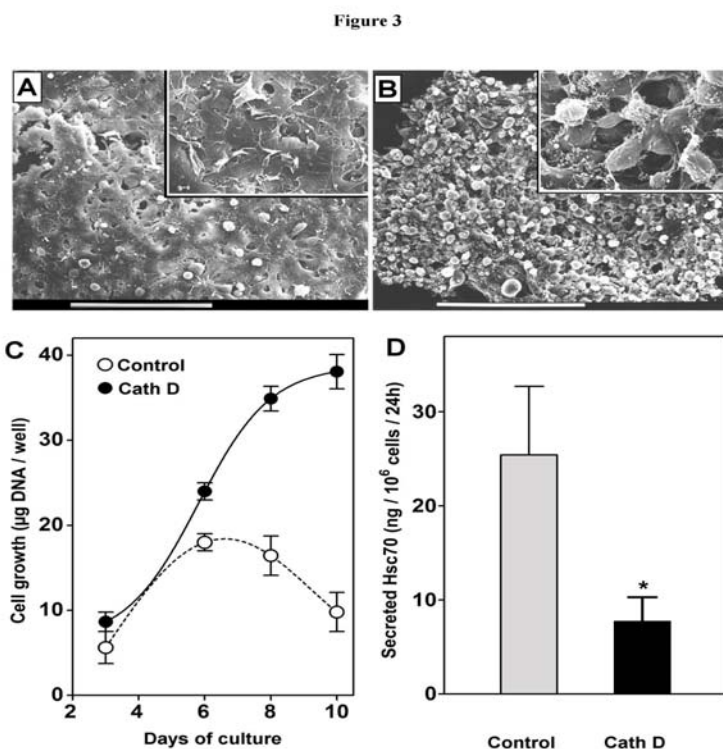 Figure 3
A
B
C
Control
Cath D
Cell growth (µg DNA / well)
40
30
20
10
0
2
4
6
8
10
Days of culture
D
Secreted Hsc70 (ng / 10⁶ cells / 24h)
30
20
10
0
*
Control
Cath D